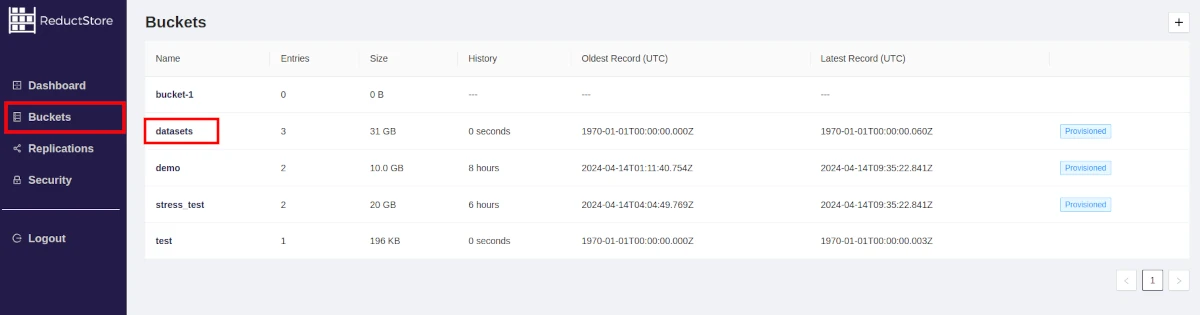 ReductStore
Dashboard
Buckets
Replications
Security
Logout
Buckets
+
Name Entries Size History Oldest Record (UTC) Latest Record (UTC)
bucket-1 0 0 B --- --- ---
datasets 3 31 GB 0 seconds 1970-01-01T00:00:00.000Z 1970-01-01T00:00:00.060Z Provisioned
demo 2 10.0 GB 8 hours 2024-04-14T01:11:40.754Z 2024-04-14T09:35:22.841Z Provisioned
stress_test 2 20 GB 6 hours 2024-04-14T04:04:49.769Z 2024-04-14T09:35:22.841Z Provisioned
test 1 196 KB 0 seconds 1970-01-01T00:00:00.000Z 1970-01-01T00:00:00.003Z
< 1 >